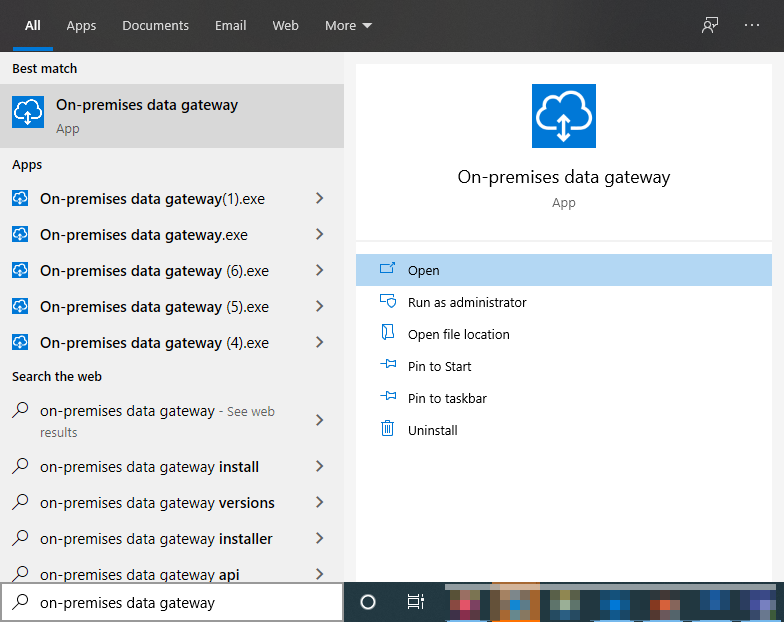 All Apps Documents Email Web More ...
Best match
On-premises data gateway
App
Apps
On-premises data gateway(1).exe
On-premises data gateway.exe
On-premises data gateway (6).exe
On-premises data gateway (5).exe
On-premises data gateway (4).exe
Search the web
on-premises data gateway - See web
results
on-premises data gateway install
on-premises data gateway versions
on-premises data gateway installer
on-premises data gateway api
on-premises data gateway
On-premises data gateway
App
Open
Run as administrator
Open file location
Pin to Start
Pin to taskbar
Uninstall